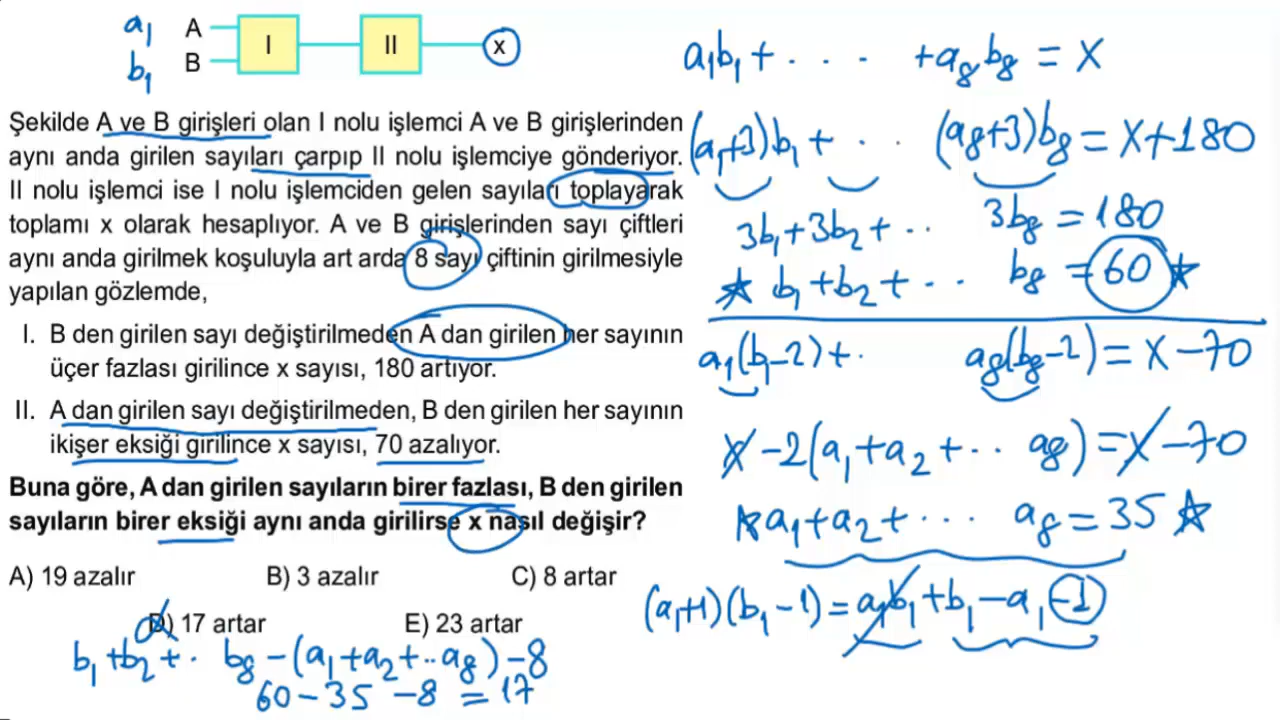 a₁ A I II x
b₁ B
Şekilde A ve B girişleri olan I nolu işlemci A ve B girişlerinden
aynı anda girilen sayıları çarpıp II nolu işlemciye gönderiyor.
II nolu işlemci ise I nolu işlemciden gelen sayıları toplayarak
toplamı x olarak hesaplıyor. A ve B girişlerinden sayı çiftleri
aynı anda girilmek koşuluyla art arda 8 sayı çiftinin girilmesiyle
yapılan gözlemde,
I. B den girilen sayı değiştirilmeden A dan girilen her sayının
üçer fazlası girilince x sayısı, 180 artıyor.
II. A dan girilen sayı değiştirilmeden, B den girilen her sayının
ikişer eksiği girilince x sayısı, 70 azalıyor.
Buna göre, A dan girilen sayıların birer fazlası, B den girilen
sayıların birer eksiği aynı anda girilirse x nasıl değişir?
A) 19 azalır B) 3 azalır C) 8 artar
D) 17 artar E) 23 artar
b₁ + b₂ + .. b₈ - (a₁ + a₂ + .. a₈) - 8
60 - 35 - 8 = 17
a₁b₁ + . . . . + a₈b₈ = x
(a₁+3)b₁ + . . . (a₈+3)b₈ = x+180
3b₁ + 3b₂ + .. 3b₈ = 180
★ b₁ + b₂ + .. b₈ = 60 ★
a₁(b₁-2) + . a₈(b₈-2) = x - 70
x - 2(a₁ + a₂ + .. a₈) = x - 70
★ a₁ + a₂ + ... a₈ = 35 ★
(a₁+1)(b₁-1) = a₁b₁ + b₁ - a₁ - 1